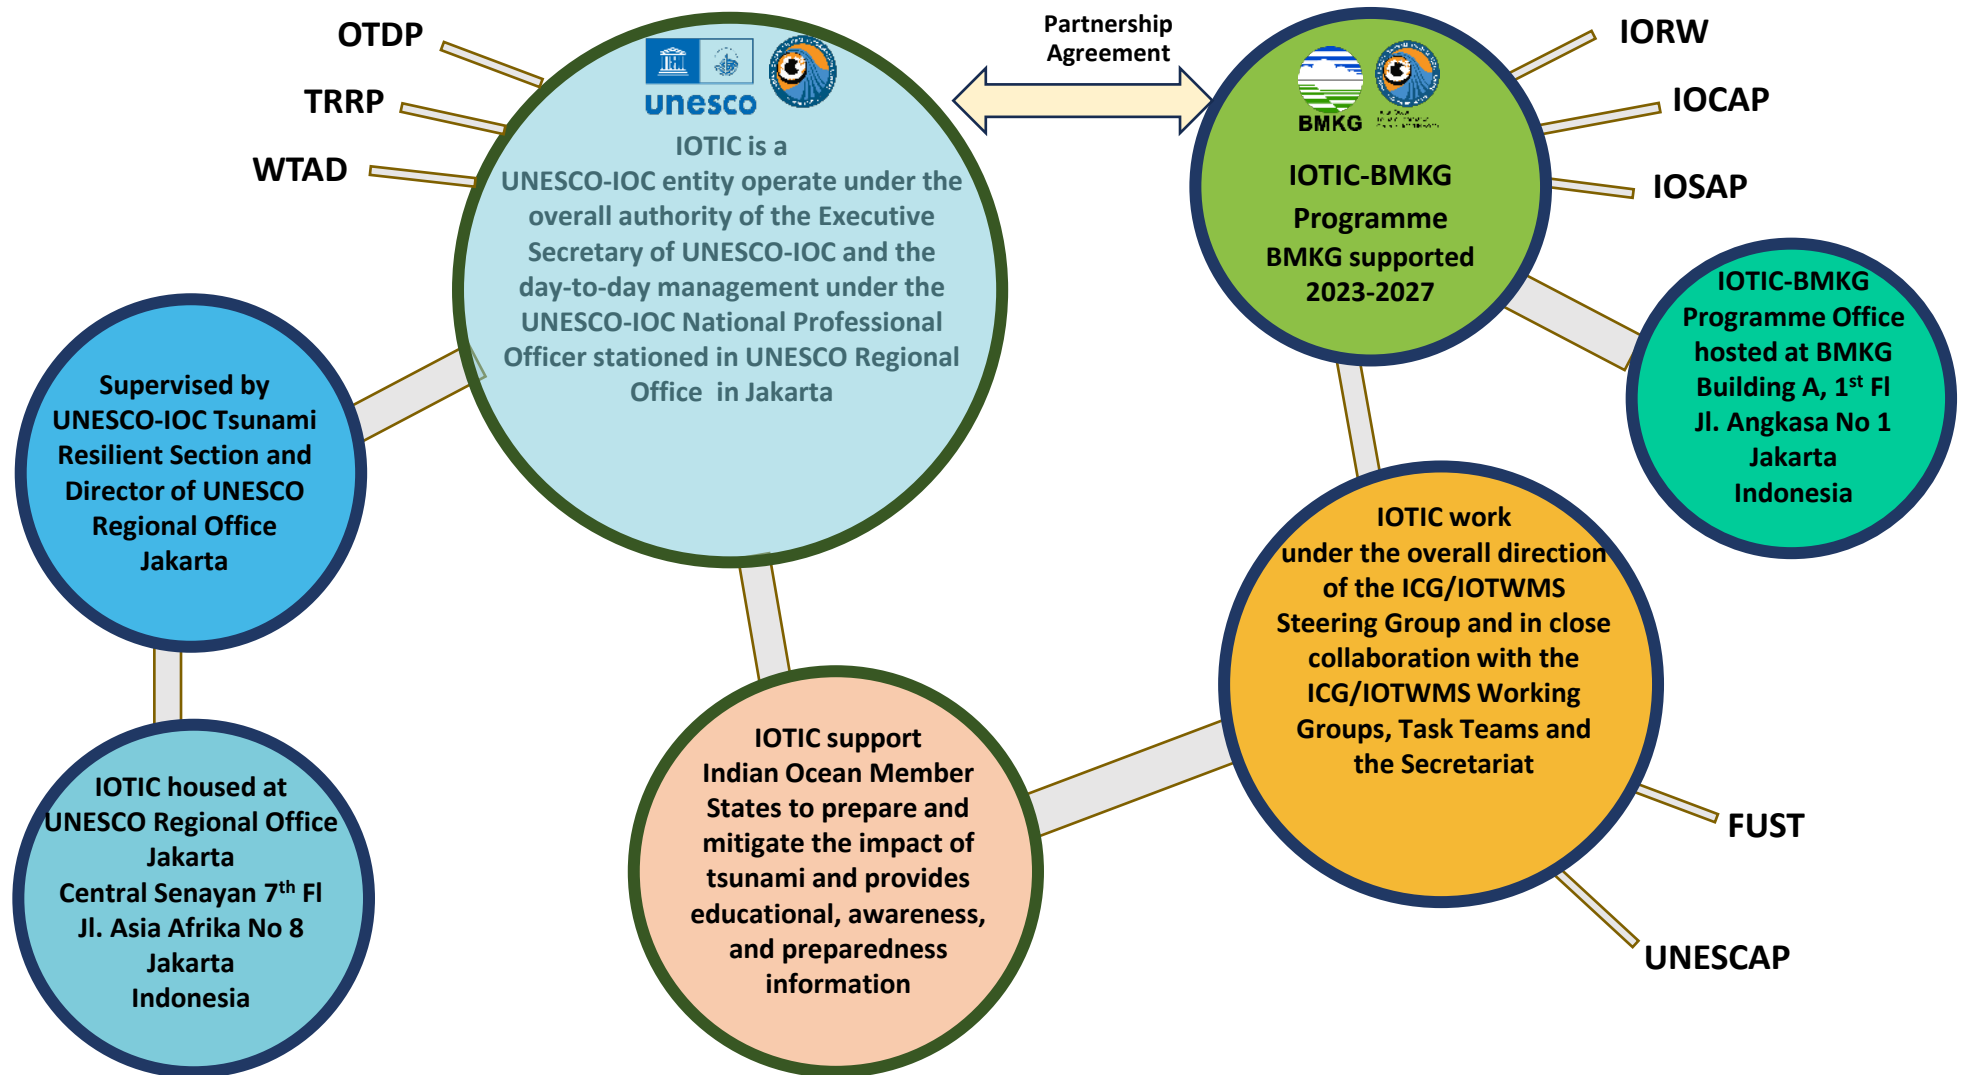 OTDP
TRRP
WTAD
unesco
IOTIC is a
UNESCO-IOC entity operate under the
overall authority of the Executive
Secretary of UNESCO-IOC and the
day-to-day management under the
UNESCO-IOC National Professional
Officer stationed in UNESCO Regional
Office in Jakarta
Partnership
Agreement
BMKG
IOTIC-BMKG
Programme
BMKG supported
2023-2027
IORW
IOCAP
IOSAP
IOTIC-BMKG
Programme Office
hosted at BMKG
Building A, 1st Fl
Jl. Angkasa No 1
Jakarta
Indonesia
Supervised by
UNESCO-IOC Tsunami
Resilient Section and
Director of UNESCO
Regional Office
Jakarta
IOTIC housed at
UNESCO Regional Office
Jakarta
Central Senayan 7th Fl
Jl. Asia Afrika No 8
Jakarta
Indonesia
IOTIC support
Indian Ocean Member
States to prepare and
mitigate the impact of
tsunami and provides
educational, awareness,
and preparedness
information
IOTIC work
under the overall direction
of the ICG/IOTWMS
Steering Group and in close
collaboration with the
ICG/IOTWMS Working
Groups, Task Teams and
the Secretariat
FUST
UNESCAP